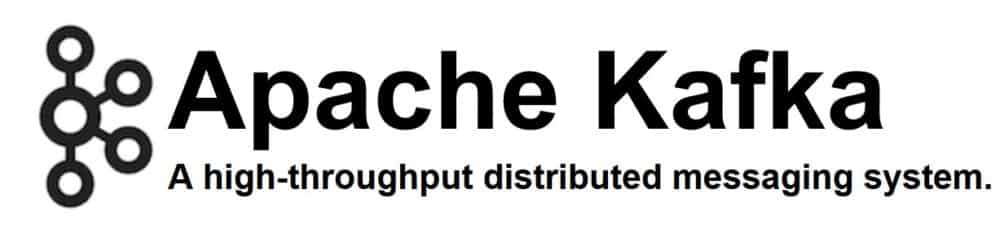 Apache Kafka
A high-throughput distributed messaging system.